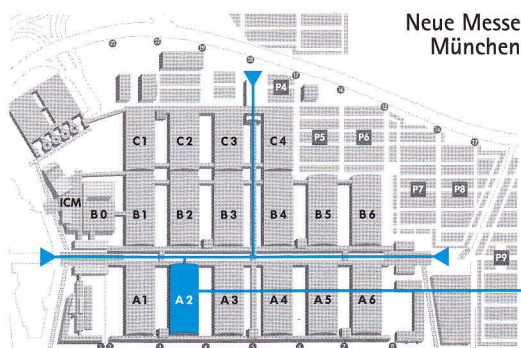 Neue Messe
München
P4
C1 C2 C3 C4 P5 P6
ICM
B0 B1 B2 B3 B4 B5 B6 P7 P8
P9
A1 A2 A3 A4 A5 A6